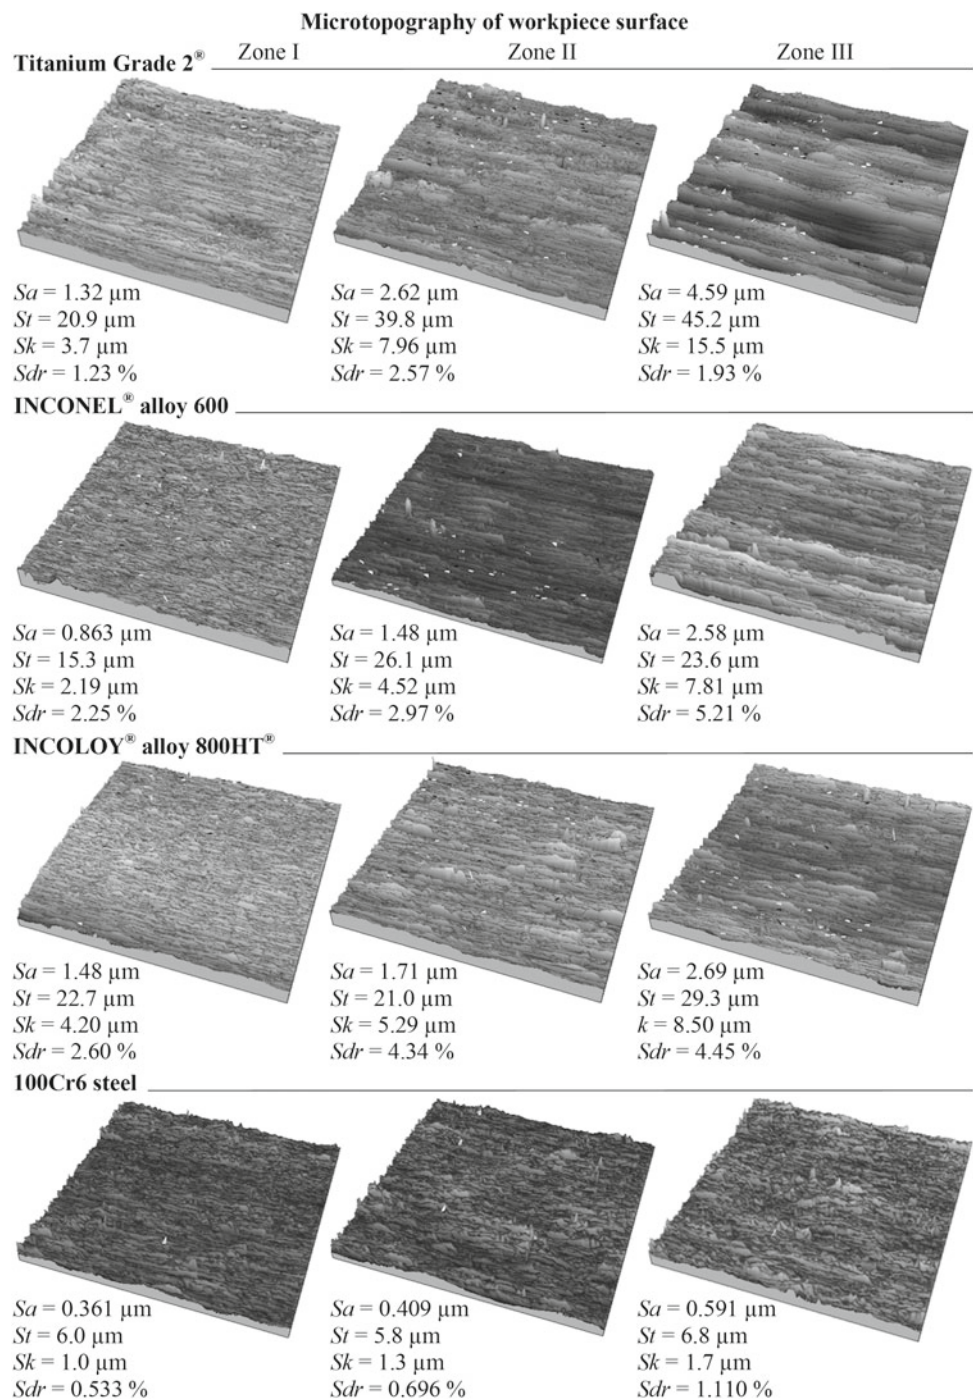 Microtopography of workpiece surface
Zone I Zone II Zone III
Titanium Grade 2®
Sa = 1.32 µm Sa = 2.62 µm Sa = 4.59 µm
St = 20.9 µm St = 39.8 µm St = 45.2 µm
Sk = 3.7 µm Sk = 7.96 µm Sk = 15.5 µm
Sdr = 1.23 % Sdr = 2.57 % Sdr = 1.93 %
INCONEL® alloy 600
Sa = 0.863 µm Sa = 1.48 µm Sa = 2.58 µm
St = 15.3 µm St = 26.1 µm St = 23.6 µm
Sk = 2.19 µm Sk = 4.52 µm Sk = 7.81 µm
Sdr = 2.25 % Sdr = 2.97 % Sdr = 5.21 %
INCOLOY® alloy 800HT®
Sa = 1.48 µm Sa = 1.71 µm Sa = 2.69 µm
St = 22.7 µm St = 21.0 µm St = 29.3 µm
Sk = 4.20 µm Sk = 5.29 µm k = 8.50 µm
Sdr = 2.60 % Sdr = 4.34 % Sdr = 4.45 %
100Cr6 steel
Sa = 0.361 µm Sa = 0.409 µm Sa = 0.591 µm
St = 6.0 µm St = 5.8 µm St = 6.8 µm
Sk = 1.0 µm Sk = 1.3 µm Sk = 1.7 µm
Sdr = 0.533 % Sdr = 0.696 % Sdr = 1.110 %